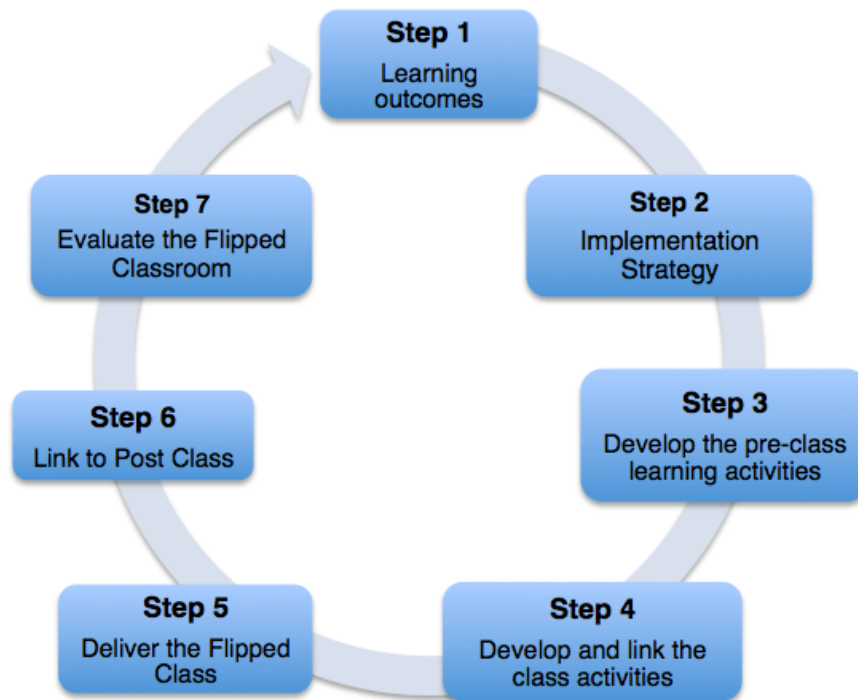 Step 1
Learning
outcomes
Step 2
Implementation
Strategy
Step 3
Develop the pre-class
learning activities
Step 4
Develop and link the
class activities
Step 5
Deliver the Flipped
Class
Step 6
Link to Post Class
Step 7
Evaluate the Flipped
Classroom